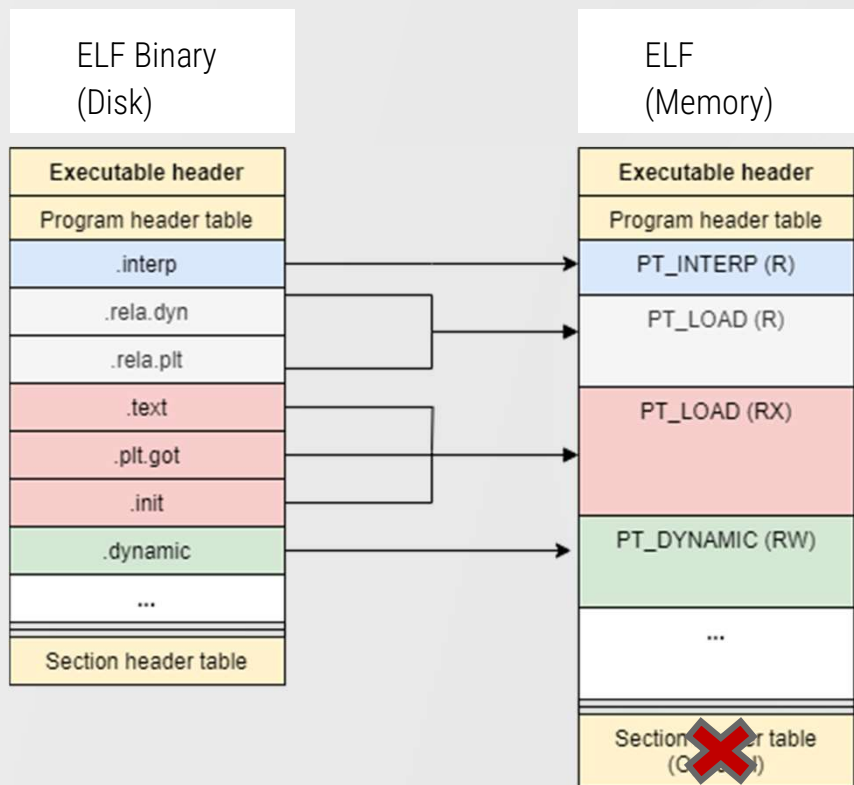 ELF Binary
(Disk)
ELF
(Memory)
Executable header
Program header table
.interp
.rela.dyn
.rela.plt
.text
.plt.got
.init
.dynamic
...
Section header table
Executable header
Program header table
PT_INTERP (R)
PT_LOAD (R)
PT_LOAD (RX)
PT_DYNAMIC (RW)
...
Section table